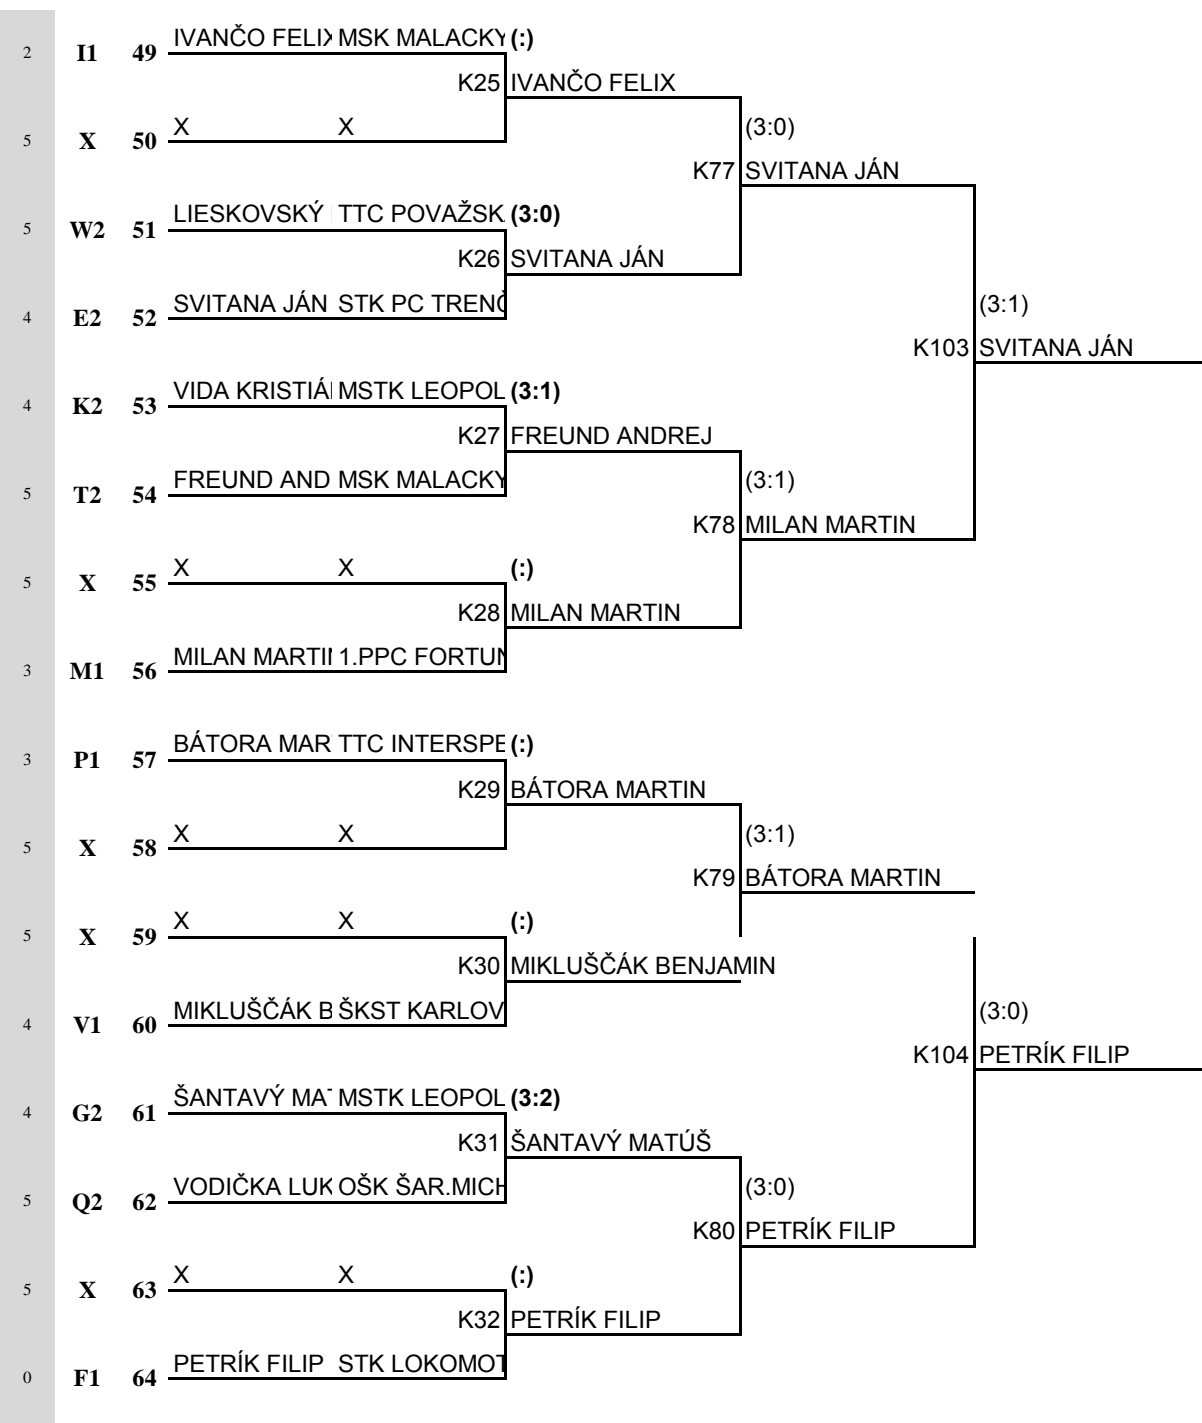 2 I1 49 IVANČO FELIX MSK MALACKY (:)
K25 IVANČO FELIX
5 X 50 X X (3:0)
K77 SVITANA JÁN
5 W2 51 LIESKOVSKÝ TTC POVAŽSK (3:0)
K26 SVITANA JÁN
4 E2 52 SVITANA JÁN STK PC TRENČ (3:1)
K103 SVITANA JÁN
4 K2 53 VIDA KRISTIÁ MSTK LEOPOL (3:1)
K27 FREUND ANDREJ
5 T2 54 FREUND AND MSK MALACKY (3:1)
K78 MILAN MARTIN
5 X 55 X X (:)
K28 MILAN MARTIN
3 M1 56 MILAN MARTI 1.PPC FORTUN
3 P1 57 BÁTORA MAR TTC INTERSPE (:)
K29 BÁTORA MARTIN
5 X 58 X X (3:1)
K79 BÁTORA MARTIN
5 X 59 X X (:)
K30 MIKLUŠČÁK BENJAMIN
4 V1 60 MIKLUŠČÁK B ŠKST KARLOV (3:0)
K104 PETRÍK FILIP
4 G2 61 ŠANTAVÝ MAT MSTK LEOPOL (3:2)
K31 ŠANTAVÝ MATÚŠ
5 Q2 62 VODIČKA LUK OŠK ŠAR.MICH (3:0)
K80 PETRÍK FILIP
5 X 63 X X (:)
K32 PETRÍK FILIP
0 F1 64 PETRÍK FILIP STK LOKOMOT